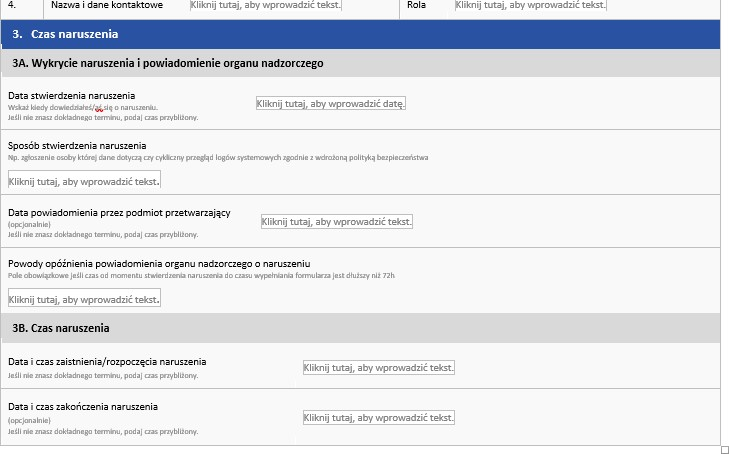 4. Nazwa i dane kontaktowe Kliknij tutaj, aby wprowadzić tekst. Rola Kliknij tutaj, aby wprowadzić tekst.
3. Czas naruszenia
3A. Wykrycie naruszenia i powiadomienie organu nadzorczego
Data stwierdzenia naruszenia
Wskaż kiedy dowiedziałeś/aś się o naruszeniu.
Jeśli nie znasz dokładnego terminu, podaj czas przybliżony.
Kliknij tutaj, aby wprowadzić datę.
Sposób stwierdzenia naruszenia
Np. zgłoszenie osoby której dane dotyczą czy cykliczny przegląd logów systemowych zgodnie z wdrożoną polityką bezpieczeństwa
Kliknij tutaj, aby wprowadzić tekst.
Data powiadomienia przez podmiot przetwarzający
(opcjonalnie)
Jeśli nie znasz dokładnego terminu, podaj czas przybliżony.
Kliknij tutaj, aby wprowadzić tekst.
Powody opóźnienia powiadomienia organu nadzorczego o naruszeniu
Pole obowiązkowe jeśli czas od momentu stwierdzenia naruszenia do czasu wypełniania formularza jest dłuższy niż 72h
Kliknij tutaj, aby wprowadzić tekst.
3B. Czas naruszenia
Data i czas zaistnienia/rozpoczęcia naruszenia
Jeśli nie znasz dokładnego terminu, podaj czas przybliżony.
Kliknij tutaj, aby wprowadzić tekst.
Data i czas zakończenia naruszenia
(opcjonalnie)
Jeśli nie znasz dokładnego terminu, podaj czas przybliżony.
Kliknij tutaj, aby wprowadzić tekst.